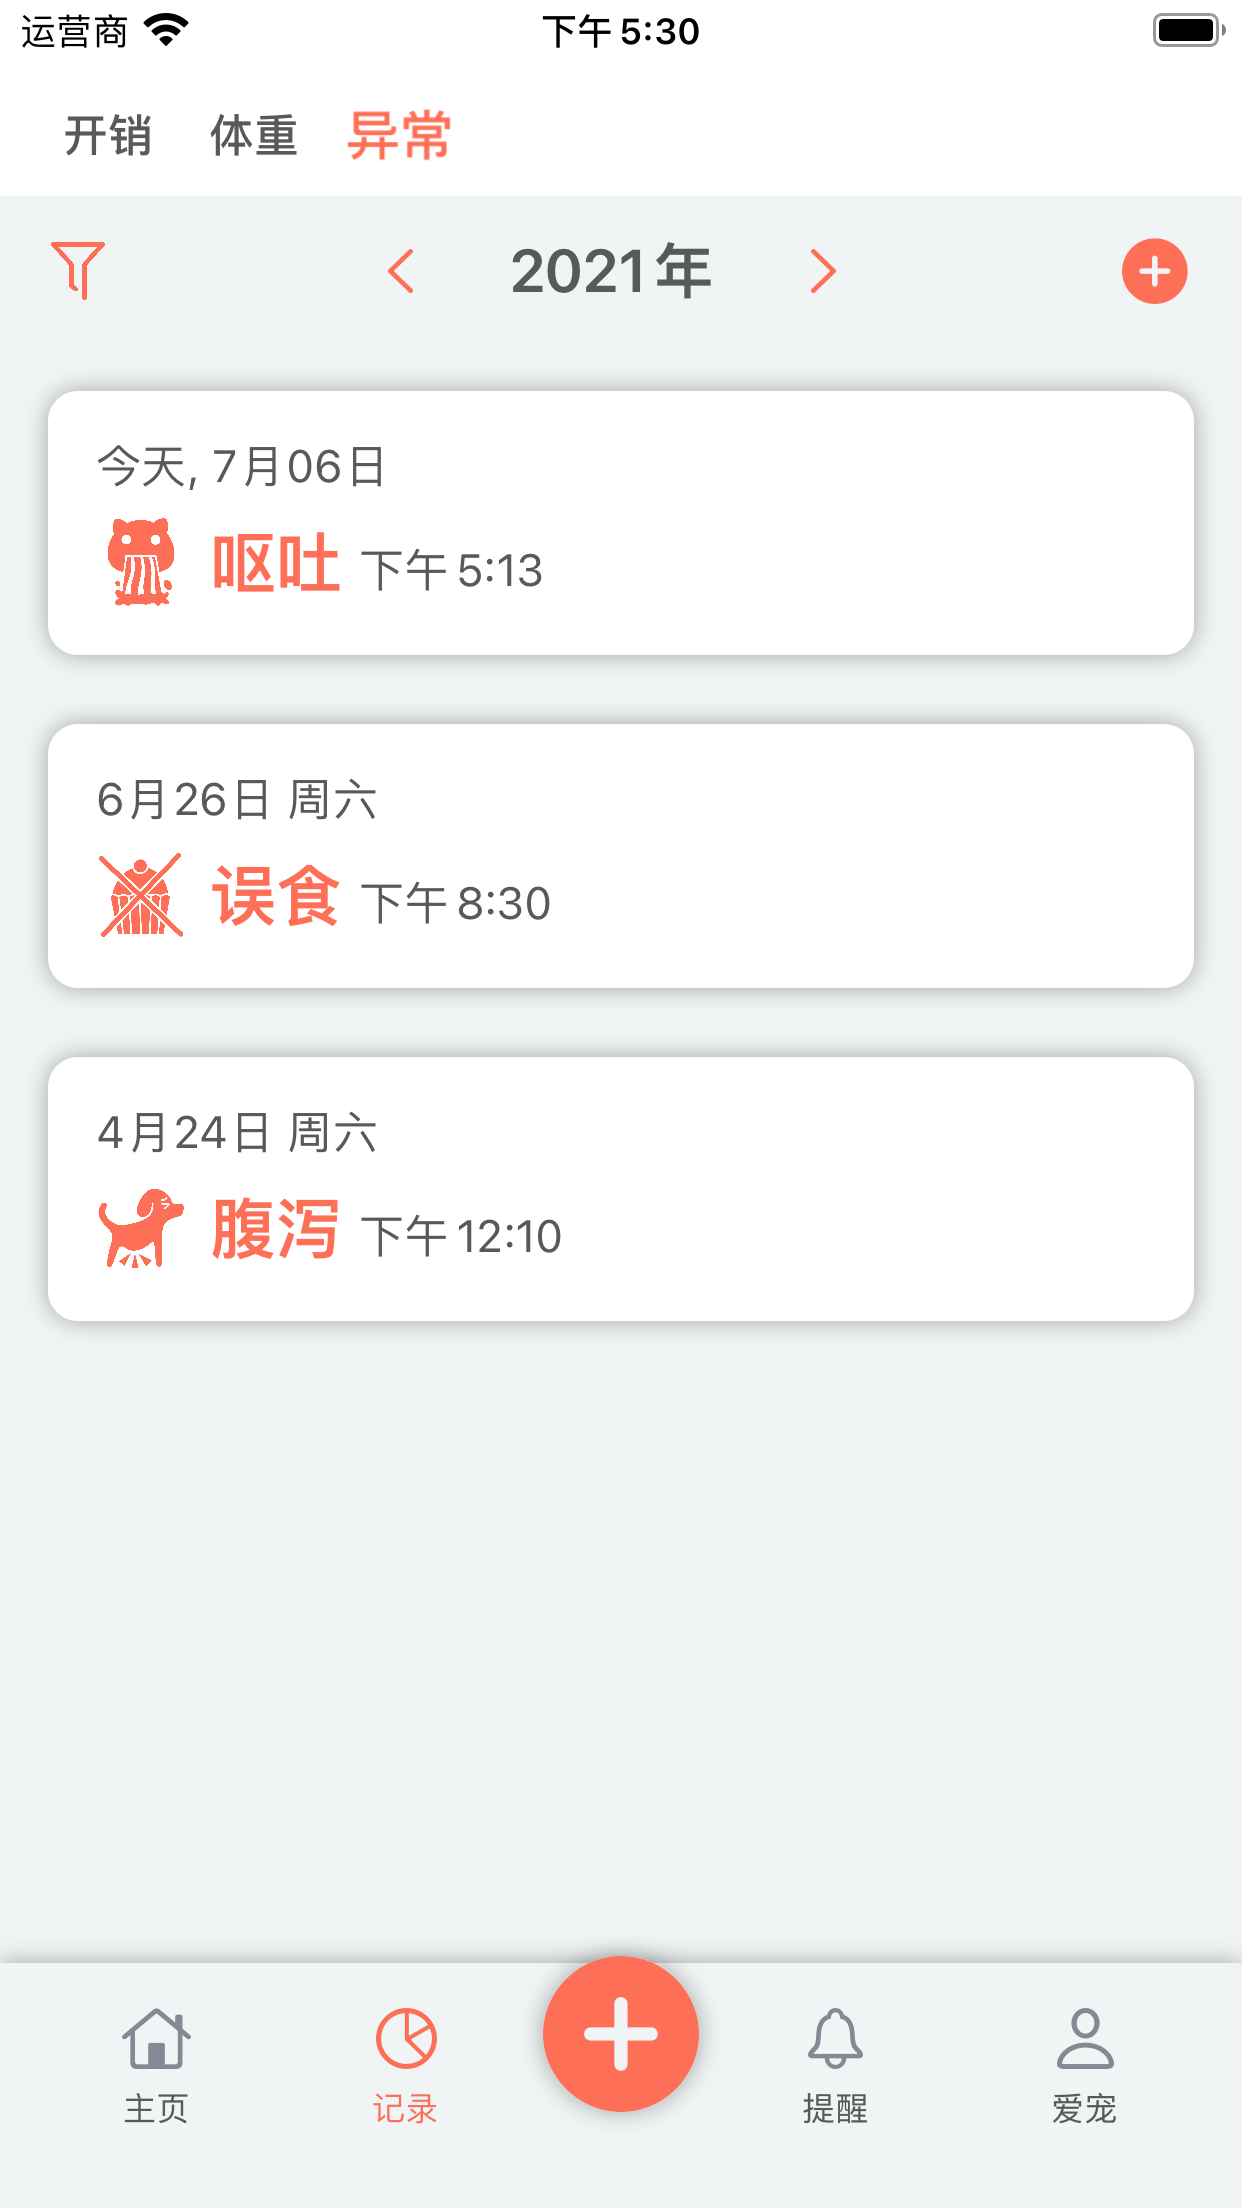 运营商 下午 5:30
开销 体重 异常
2021年
今天, 7月06日
呕吐 下午 5:13
6月26日 周六
误食 下午 8:30
4月24日 周六
腹泻 下午 12:10
主页 记录 提醒 爱宠